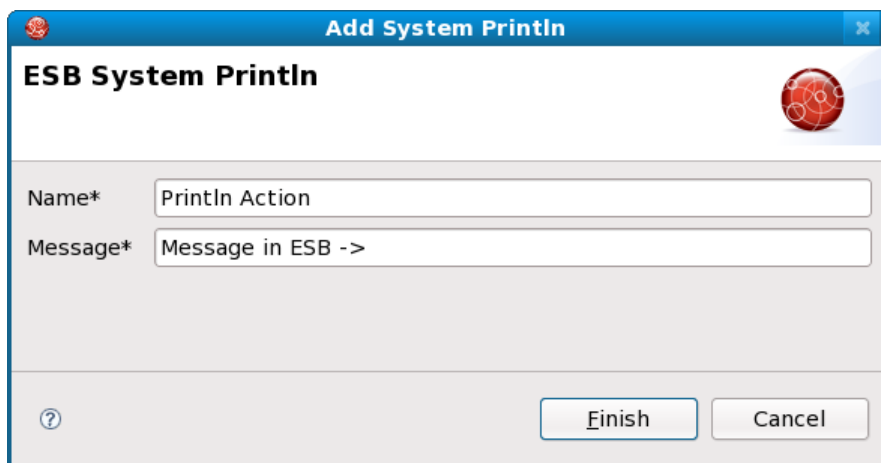 Add System Println
ESB System Println
Name* Println Action
Message* Message in ESB ->
Finish Cancel